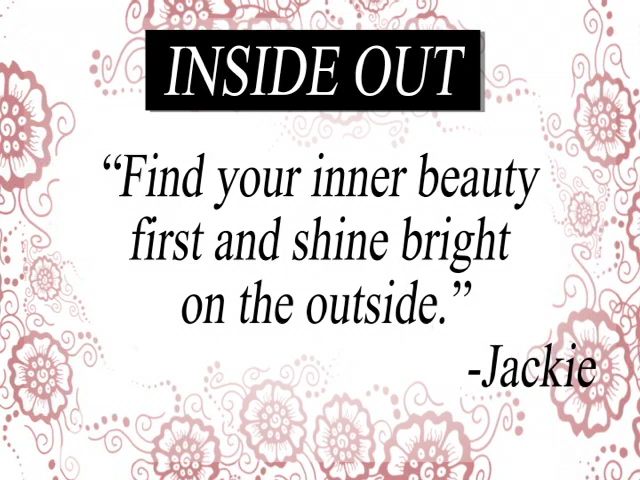 INSIDE OUT
“Find your inner beauty
first and shine bright
on the outside.”
-Jackie